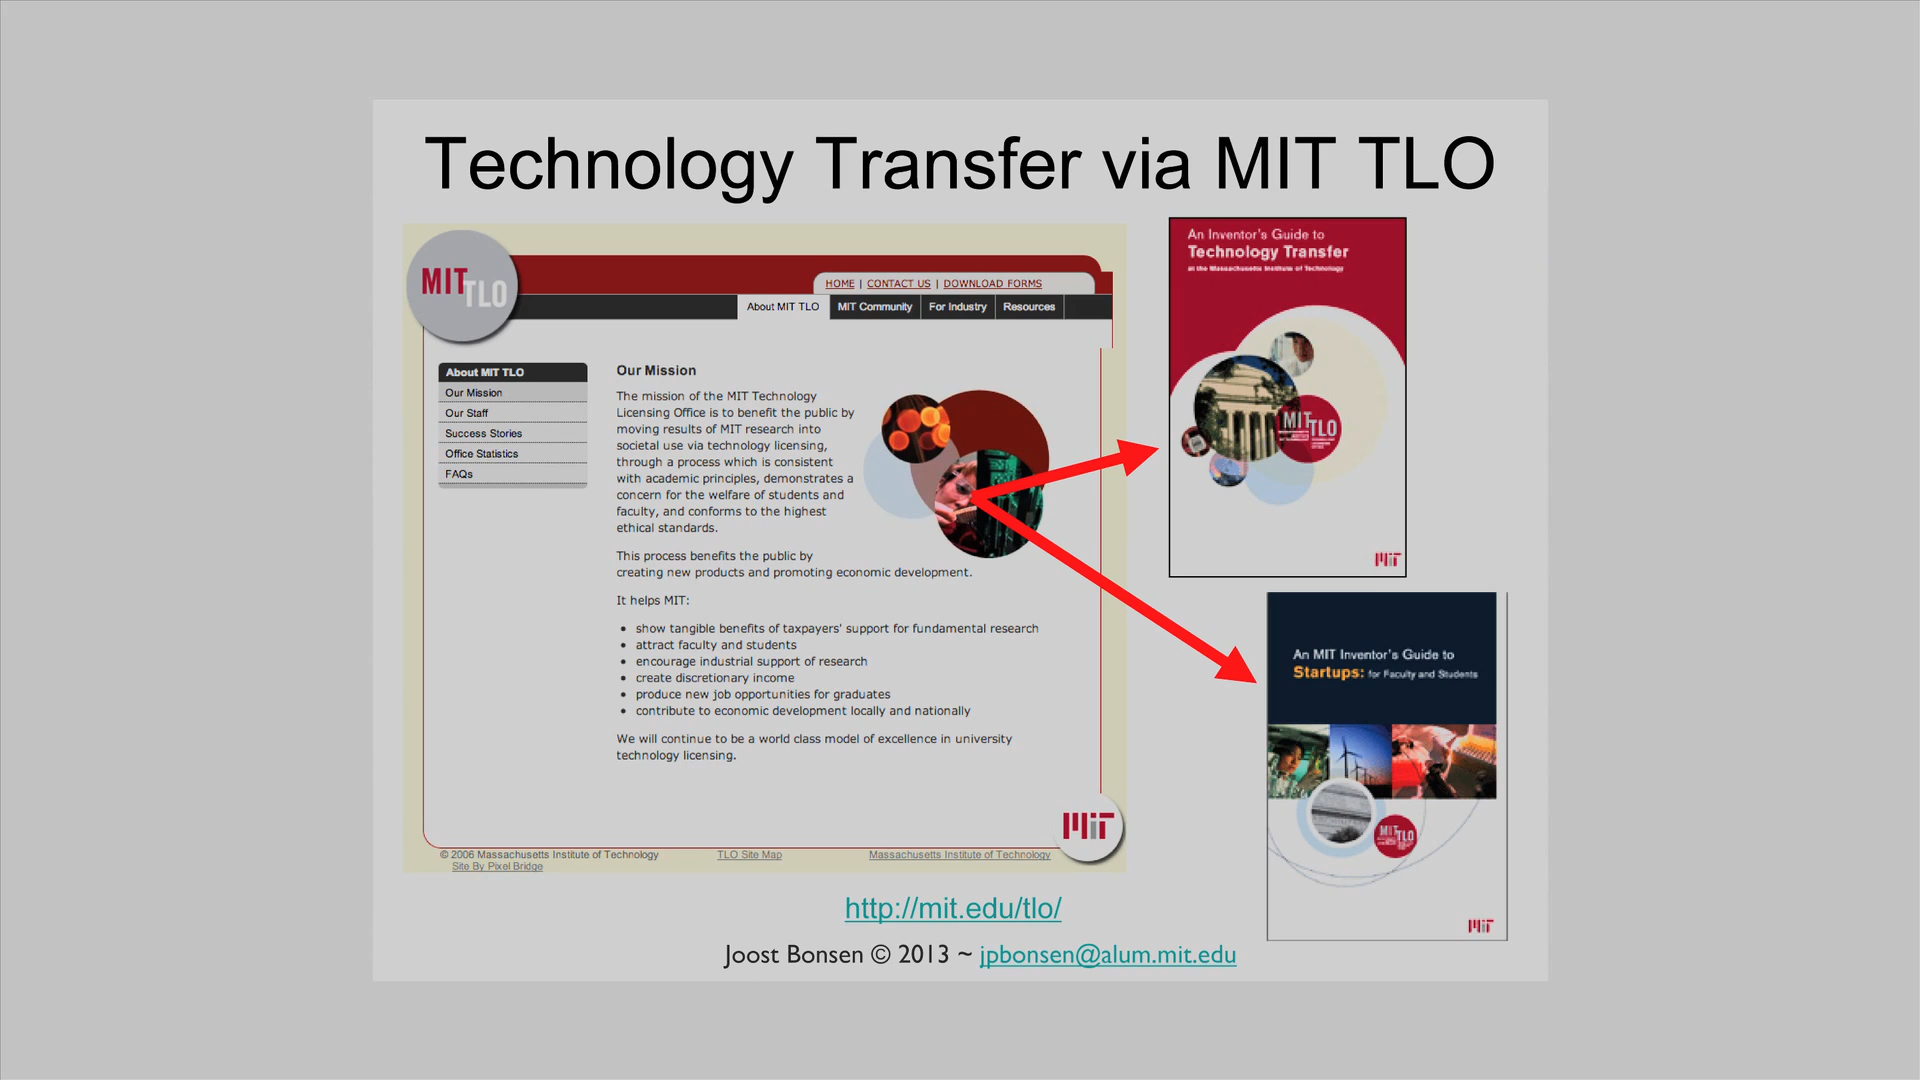 Technology Transfer via MIT TLO
MIT
TLO
HOME | CONTACT US | DOWNLOAD FORMS
About MIT TLO
MIT Community
For Industry
Resources
About MIT TLO
Our Mission
Our Staff
Success Stories
Office Statistics
FAQs
Our Mission
The mission of the MIT Technology
Licensing Office is to benefit the public by
moving results of MIT research into
societal use via technology licensing,
through a process which is consistent
with academic principles, demonstrates a
concern for the welfare of students and
faculty, and conforms to the highest
ethical standards.
This process benefits the public by
creating new products and promoting economic development.
It helps MIT:
• show tangible benefits of taxpayers' support for fundamental research
• attract faculty and students
• encourage industrial support of research
• create discretionary income
• produce new job opportunities for graduates
• contribute to economic development locally and nationally
We will continue to be a world class model of excellence in university
technology licensing.
MIT
© 2006 Massachusetts Institute of Technology
TLO Site Map
Massachusetts Institute of Technology
Site By Pixel Bridge
An Inventor's Guide to
Technology Transfer
at the Massachusetts Institute of Technology
MIT
TLO
MIT
An MIT Inventor's Guide to
Startups: for Faculty and Students
MIT
TLO
MIT
http://mit.edu/tlo/
Joost Bonsen © 2013 ~ jpbonsen@alum.mit.edu